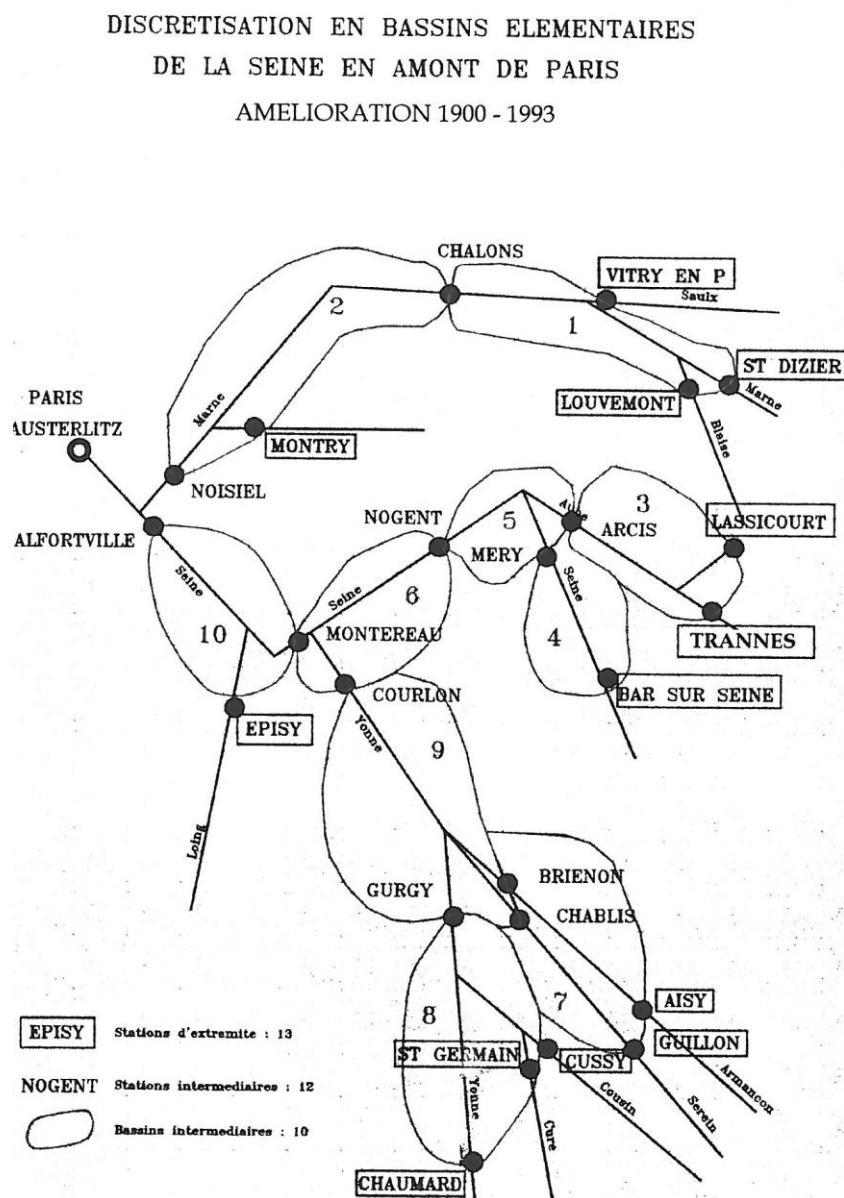 DISCRETISATION EN BASSINS ELEMENTAIRES
DE LA SEINE EN AMONT DE PARIS
AMELIORATION 1900 - 1993
CHALONS
VITRY EN P
Saulx
2
1
ST DIZIER
Marne
LOUVEMONT
PARIS
AUSTERLITZ
Marne
MONTRY
Blaise
NOISIEL
NOGENT
5
Aube
3
ARCIS
LASSICOURT
ALFORTVILLE
MERY
Seine
Seine
Seine
6
4
10
MONTEREAU
TRANNES
COURLON
BAR SUR SEINE
EPISY
Yonne
9
Loing
BRIENON
GURGY
CHABLIS
7
AISY
8
GUILLON
ST GERMAIN
CUSSY
Armancon
Yonne
Cousin
Serein
Cure
CHAUMARD
EPISY Stations d'extremite : 13
NOGENT Stations intermediaires : 12
Bassins intermediaires : 10